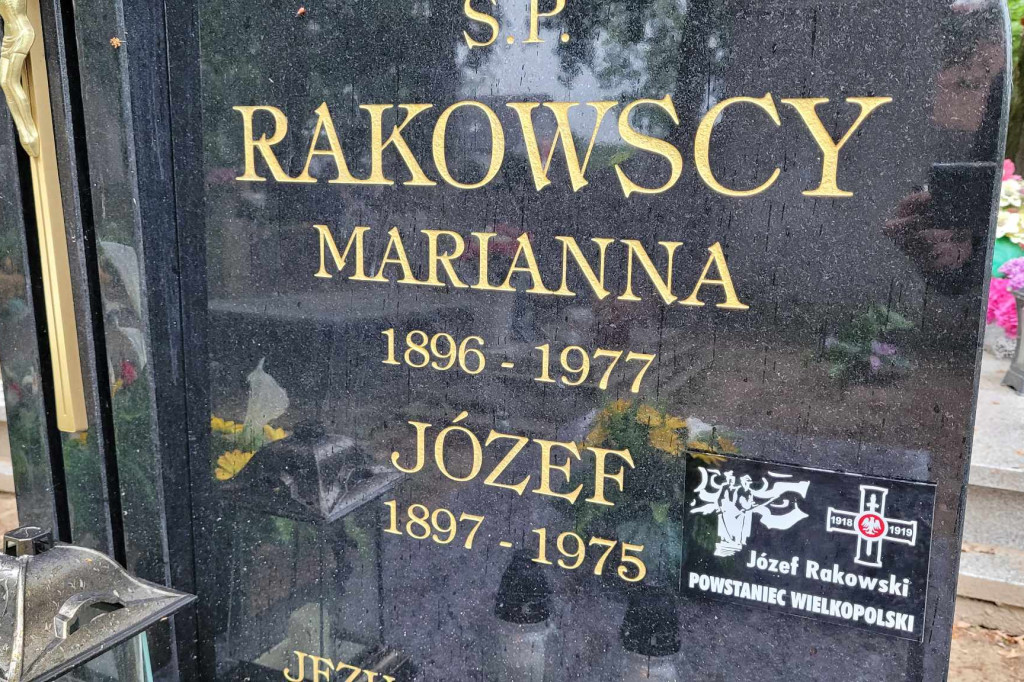 Ś.P.
RAKOWSCY
MARIANNA
1896 - 1977
JÓZEF
1897 - 1975
1918 1919
Józef Rakowski
POWSTANIEC WIELKOPOLSKI